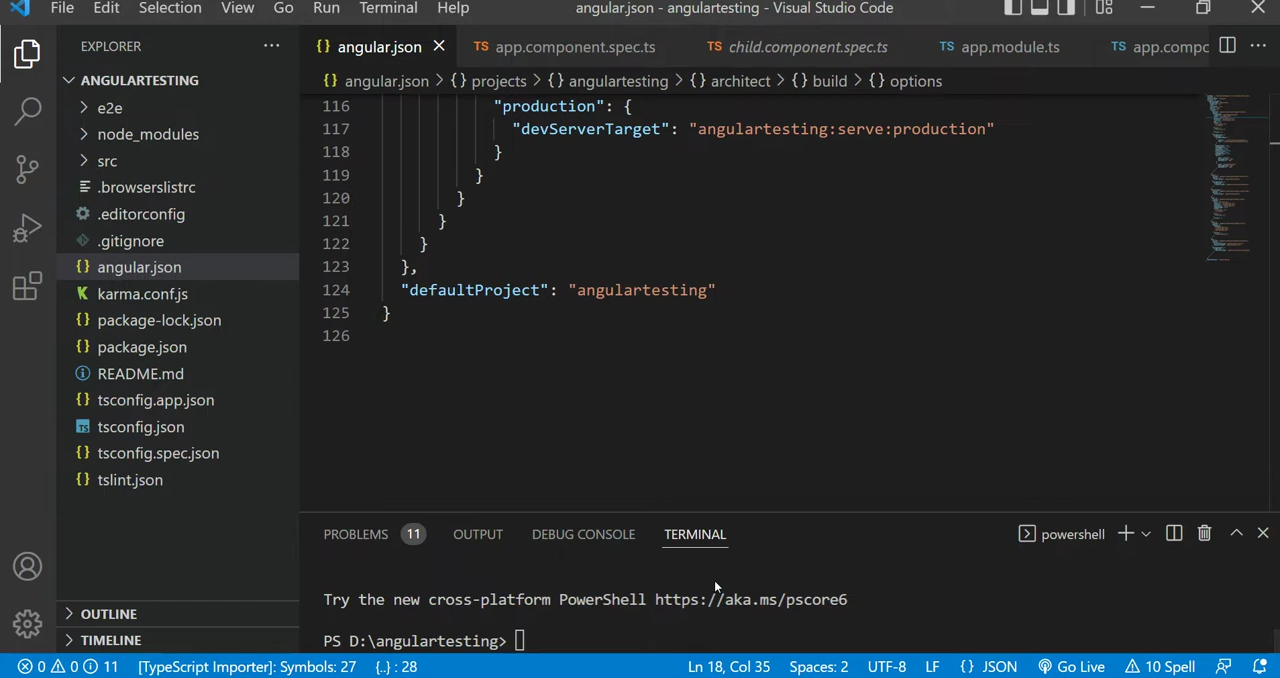 File Edit Selection View Go Run Terminal Help angular.json - angulartesting - Visual Studio Code
EXPLORER
ANGULARTESTING
e2e
node_modules
src
.browserslistrc
.editorconfig
.gitignore
angular.json
karma.conf.js
package-lock.json
package.json
README.md
tsconfig.app.json
tsconfig.json
tsconfig.spec.json
tslint.json
OUTLINE
TIMELINE
{} angular.json TS app.component.spec.ts TS child.component.spec.ts TS app.module.ts TS app.compc
{} angular.json > {} projects > {} angulartesting > {} architect > {} build > {} options
116 "production": {
117 "devServerTarget": "angulartesting:serve:production"
118 }
119 }
120 }
121 }
122 }
123 },
124 "defaultProject": "angulartesting"
125 }
126
PROBLEMS 11 OUTPUT DEBUG CONSOLE TERMINAL powershell
Try the new cross-platform PowerShell https://aka.ms/pscore6
PS D:\angulartesting>
0 0 11 [TypeScript Importer]: Symbols: 27 {..} : 28 Ln 18, Col 35 Spaces: 2 UTF-8 LF {} JSON Go Live 10 Spell